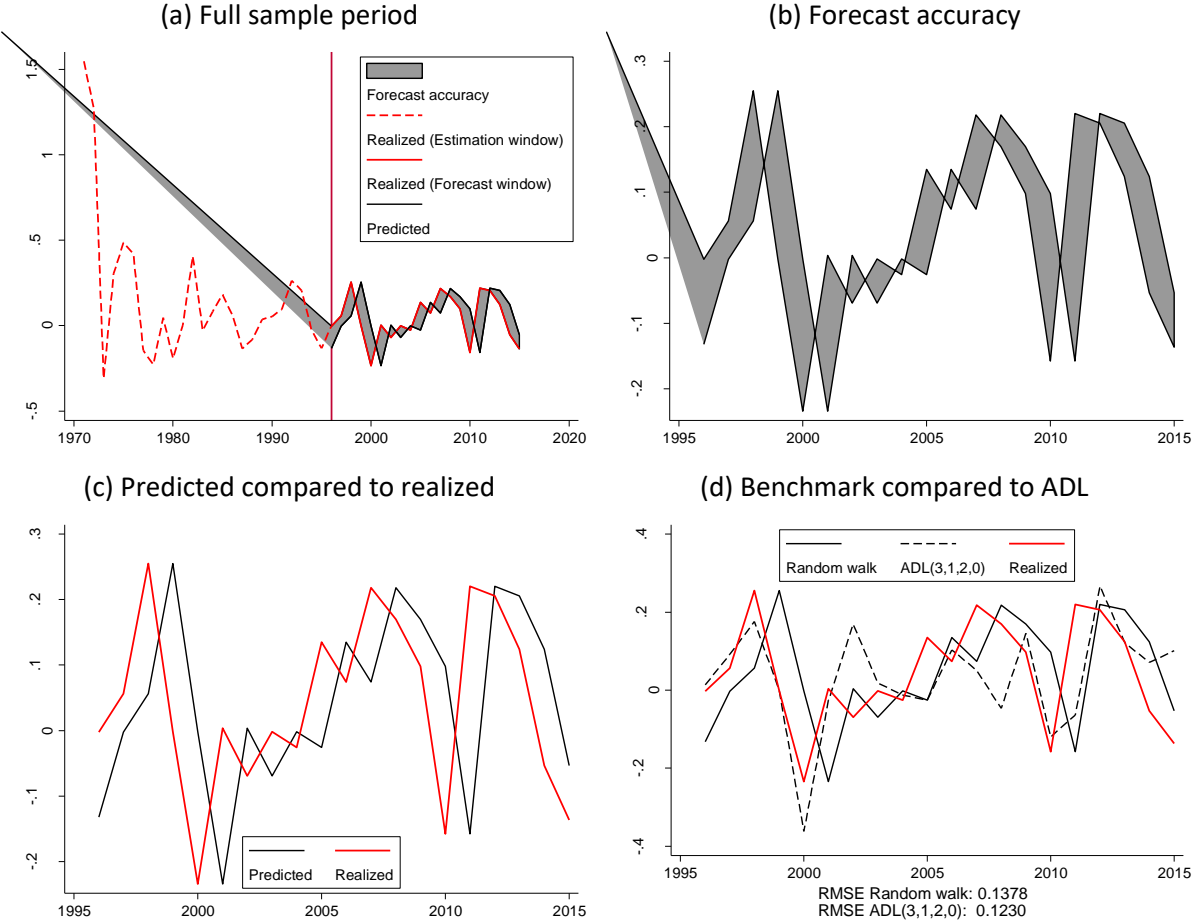 (a) Full sample period
1.5
1
.5
0
-.5
Forecast accuracy
Realized (Estimation window)
Realized (Forecast window)
Predicted
1970 1980 1990 2000 2010 2020
(b) Forecast accuracy
.3
.2
.1
0
-.1
-.2
1995 2000 2005 2010 2015
(c) Predicted compared to realized
.3
.2
.1
0
-.1
-.2
Predicted Realized
1995 2000 2005 2010 2015
(d) Benchmark compared to ADL
.4
.2
0
-.2
-.4
Random walk ADL(3,1,2,0) Realized
1995 2000 2005 2010 2015
RMSE Random walk: 0.1378
RMSE ADL(3,1,2,0): 0.1230